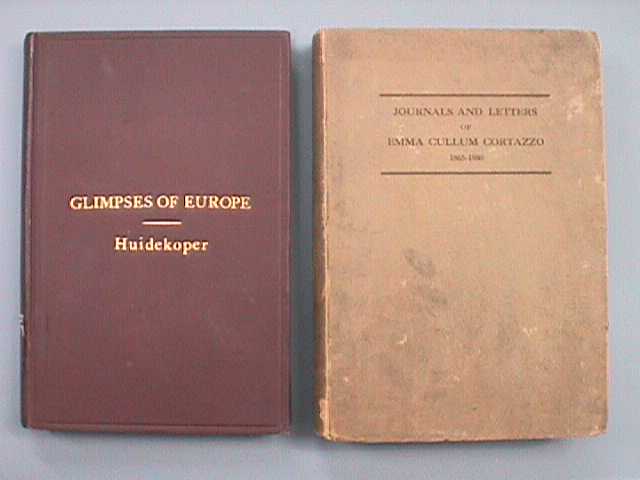 GLIMPSES OF EUROPE
Huidekoper
JOURNALS AND LETTERS
OF
EMMA CULLUM CORTAZZO
1865-1880